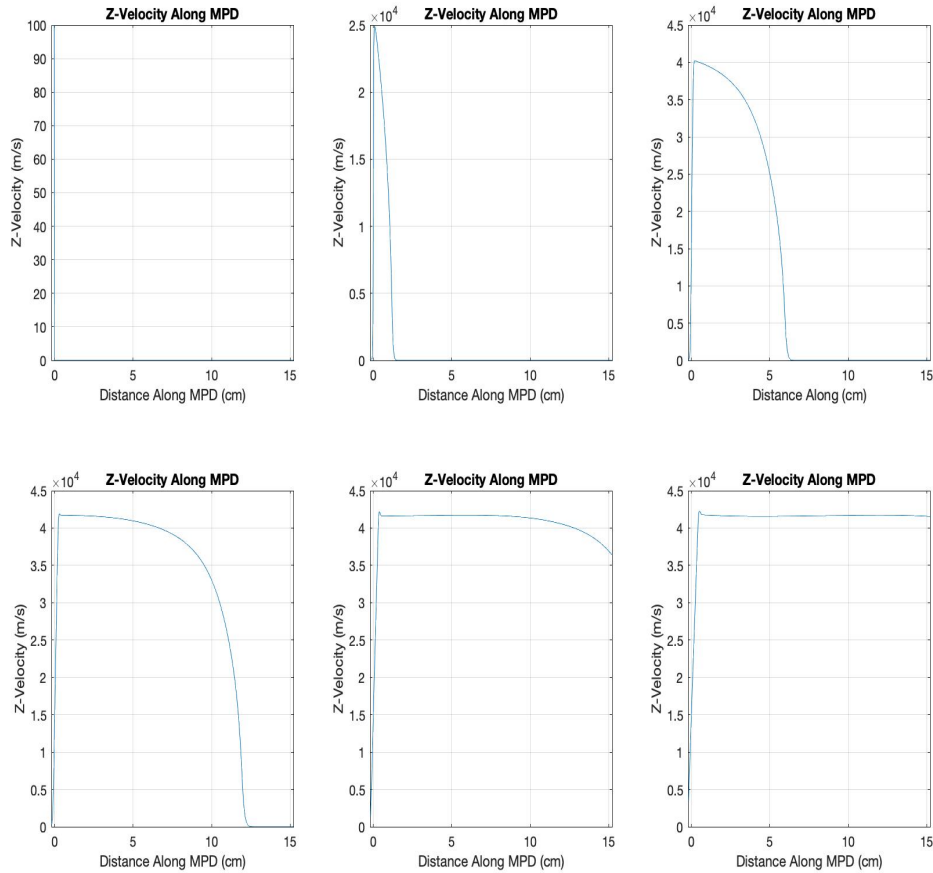 Z-Velocity Along MPD
100
90
80
70
60
50
40
30
20
10
0
Z-Velocity (m/s)
0 5 10 15
Distance Along MPD (cm)
×10⁴
Z-Velocity Along MPD
2.5
2
1.5
1
0.5
0
Z-Velocity (m/s)
0 5 10 15
Distance Along MPD (cm)
×10⁴
Z-Velocity Along MPD
4.5
4
3.5
3
2.5
2
1.5
1
0.5
0
Z-Velocity (m/s)
0 5 10 15
Distance Along (cm)
×10⁴
Z-Velocity Along MPD
4.5
4
3.5
3
2.5
2
1.5
1
0.5
0
Z-Velocity (m/s)
0 5 10 15
Distance Along MPD (cm)
×10⁴
Z-Velocity Along MPD
4.5
4
3.5
3
2.5
2
1.5
1
0.5
0
Z-Velocity (m/s)
0 5 10 15
Distance Along MPD (cm)
×10⁴
Z-Velocity Along MPD
4.5
4
3.5
3
2.5
2
1.5
1
0.5
0
Z-Velocity (m/s)
0 5 10 15
Distance Along MPD (cm)